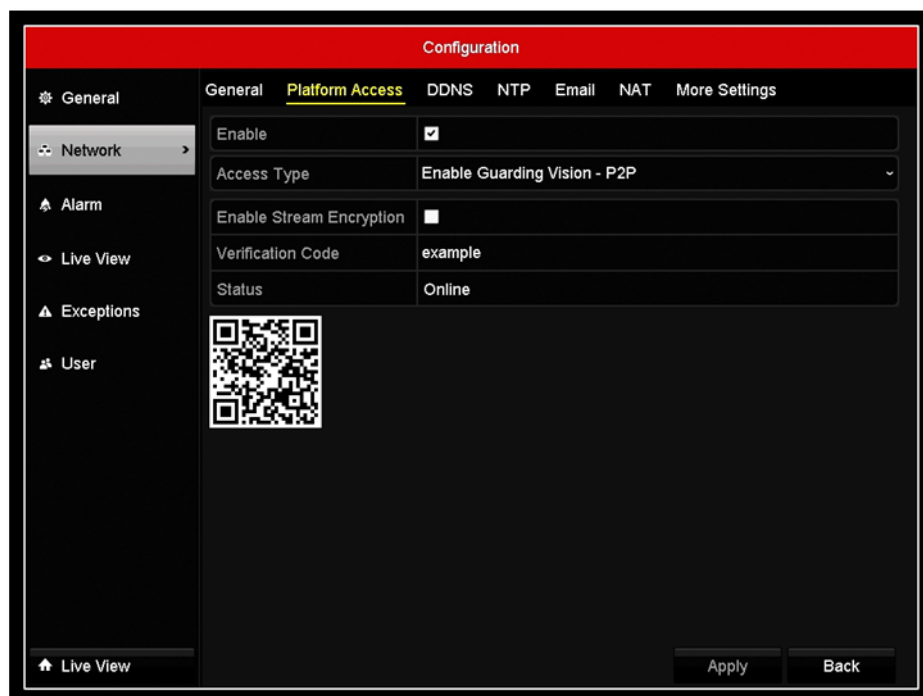 Configuration
General
Network
Alarm
Live View
Exceptions
User
Live View
General Platform Access DDNS NTP Email NAT More Settings
Enable
Access Type Enable Guarding Vision - P2P
Enable Stream Encryption
Verification Code example
Status Online
Apply Back